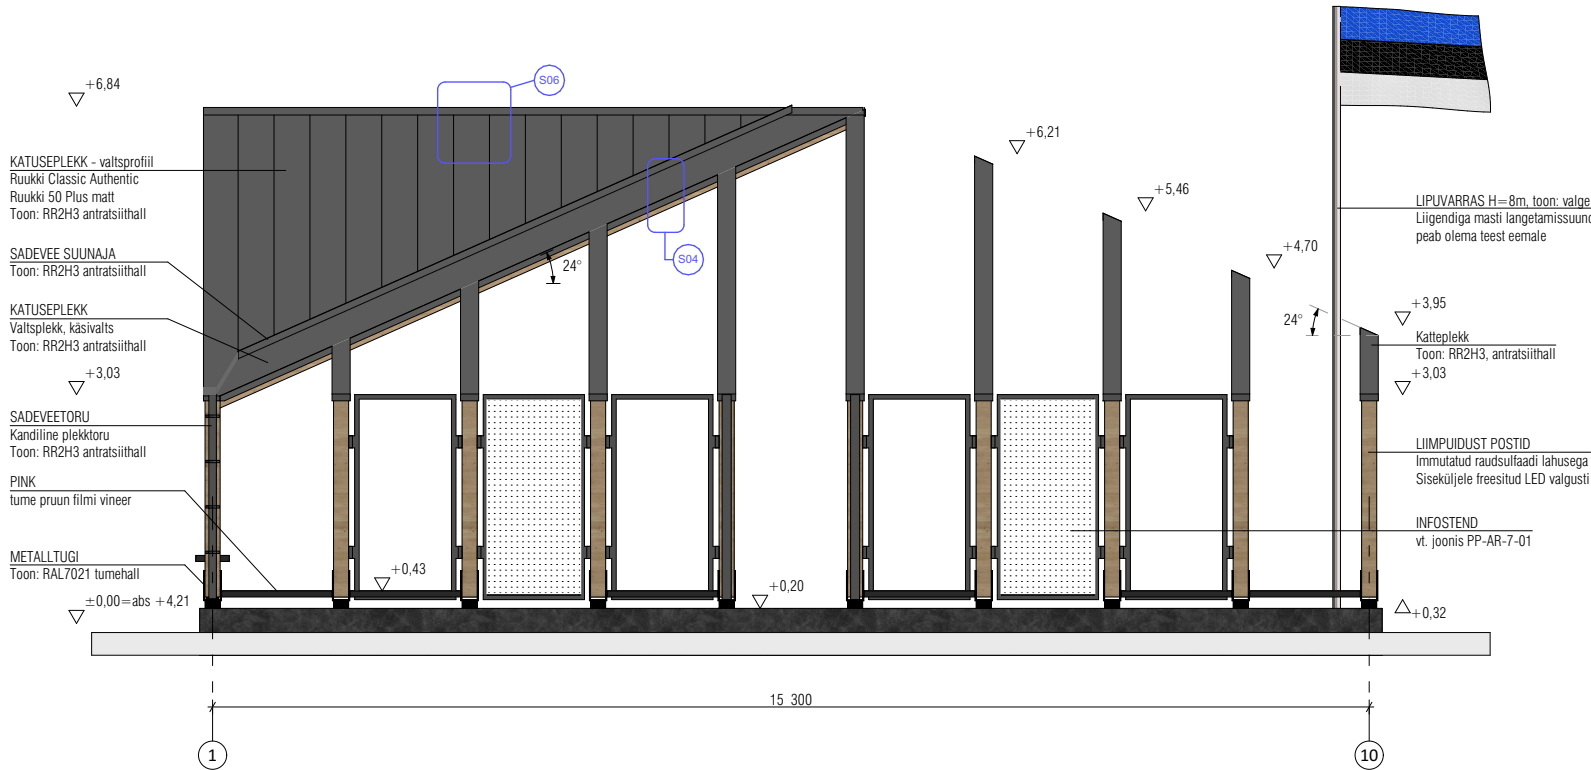 +6,84
KATUSEPLEKK - valtsprofiil
Ruukki Classic Authentic
Ruukki 50 Plus matt
Toon: RR2H3 antratsiithall
SADEVEE SUUNAJA
Toon: RR2H3 antratsiithall
KATUSEPLEKK
Valtsplekk, käsivalts
Toon: RR2H3 antratsiithall
+3,03
SADEVEETORU
Kandiline plekktoru
Toon: RR2H3 antratsiithall
PINK
tume pruun filmi vineer
METALLTUGI
Toon: RAL7021 tumehall
±0,00=abs +4,21
S06
S04
24°
+0,43
+0,20
+6,21
+5,46
+4,70
24°
LIPUVARRAS H=8m, toon: valge
Liigendiga masti langetamissuund
peab olema teest eemale
+3,95
Katteplekk
Toon: RR2H3, antratsiithall
+3,03
LIIMPUIDUST POSTID
Immutatud raudsulfaadi lahusega
Siseküljele freesitud LED valgusti
INFOSTEND
vt. joonis PP-AR-7-01
+0,32
15 300
1
10